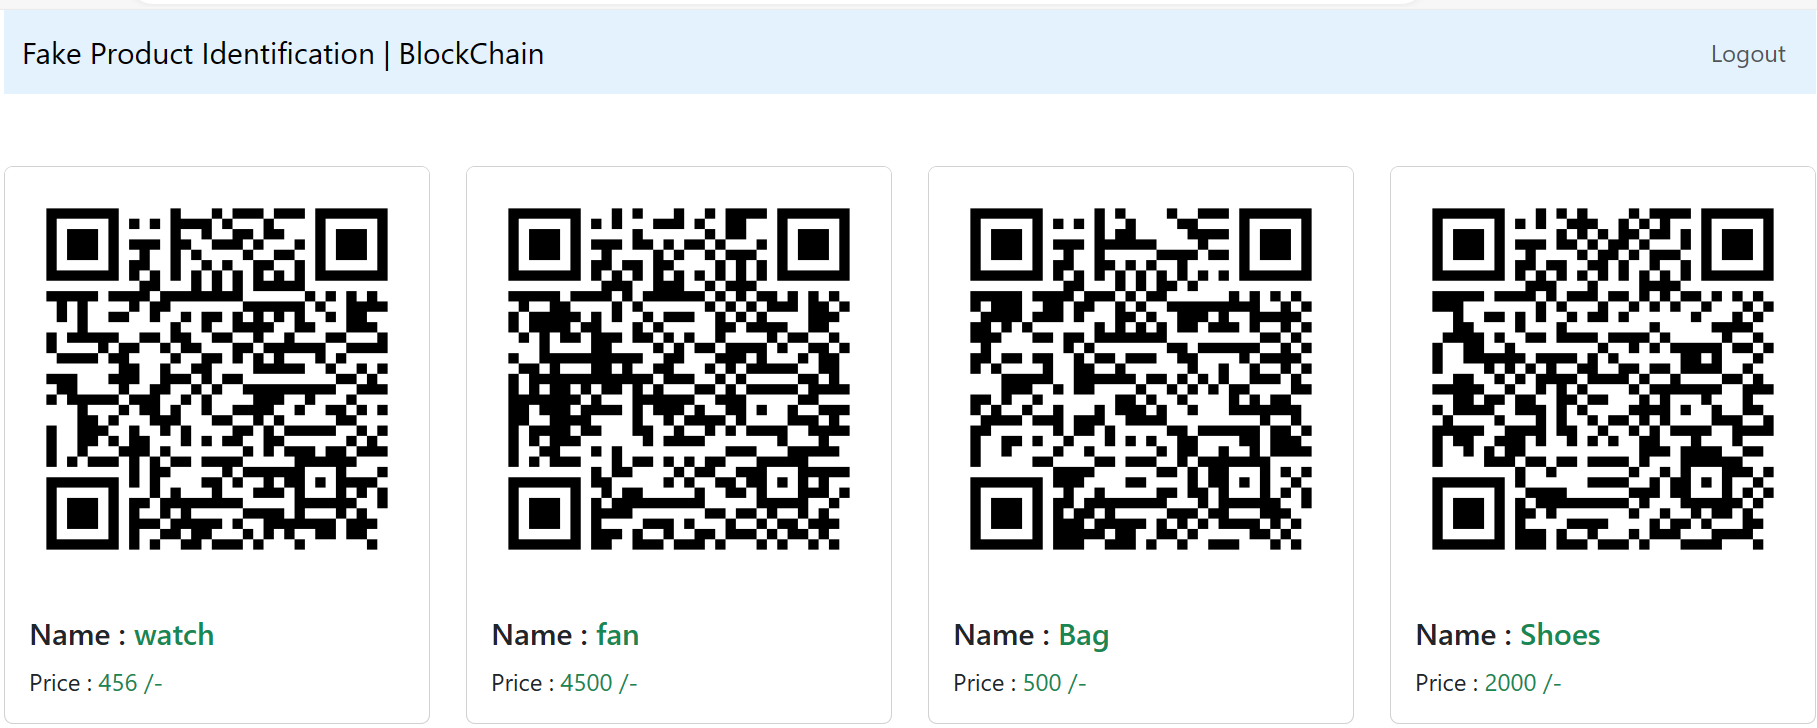 Fake Product Identification | BlockChain
Logout
Name : watch
Price : 456 /-
Name : fan
Price : 4500 /-
Name : Bag
Price : 500 /-
Name : Shoes
Price : 2000 /-